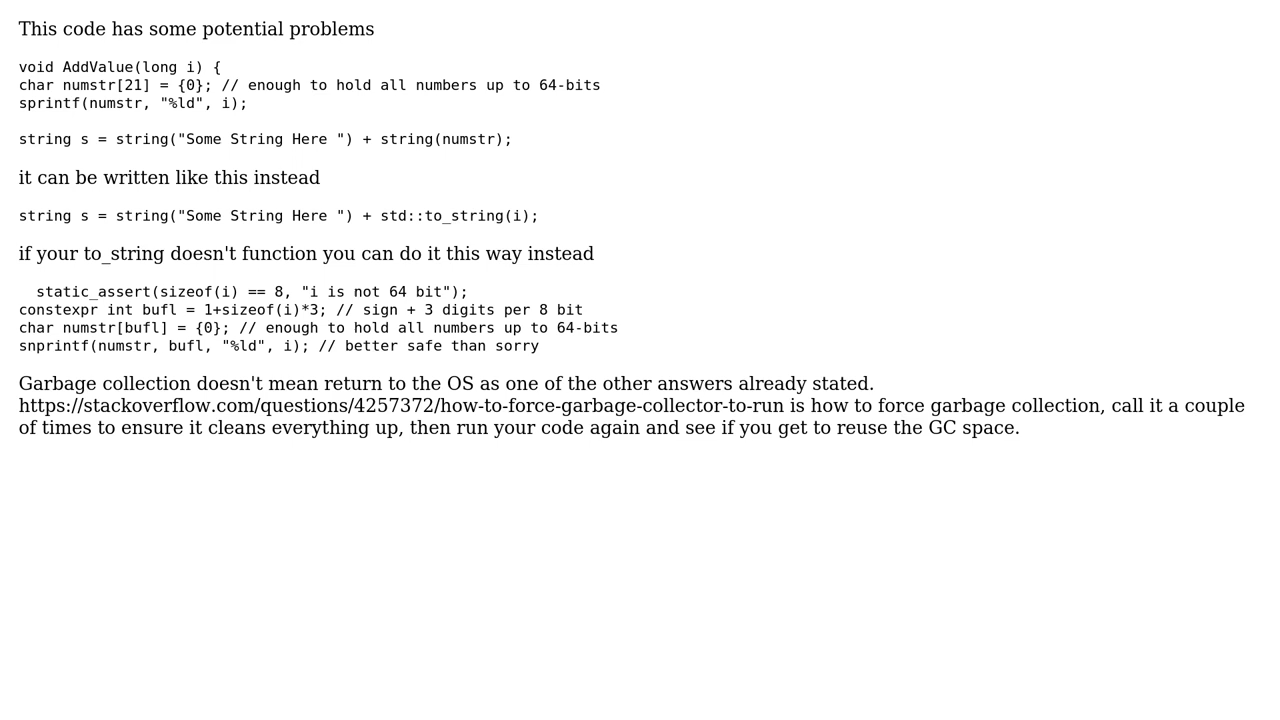 This code has some potential problems
void AddValue(long i) {
char numstr[21] = {0}; // enough to hold all numbers up to 64-bits
sprintf(numstr, "%ld", i);
string s = string("Some String Here ") + string(numstr);
it can be written like this instead
string s = string("Some String Here ") + std::to_string(i);
if your to_string doesn't function you can do it this way instead
  static_assert(sizeof(i) == 8, "i is not 64 bit");
constexpr int bufl = 1+sizeof(i)*3; // sign + 3 digits per 8 bit
char numstr[bufl] = {0}; // enough to hold all numbers up to 64-bits
snprintf(numstr, bufl, "%ld", i); // better safe than sorry
Garbage collection doesn't mean return to the OS as one of the other answers already stated.
https://stackoverflow.com/questions/4257372/how-to-force-garbage-collector-to-run is how to force garbage collection, call it a couple
of times to ensure it cleans everything up, then run your code again and see if you get to reuse the GC space.